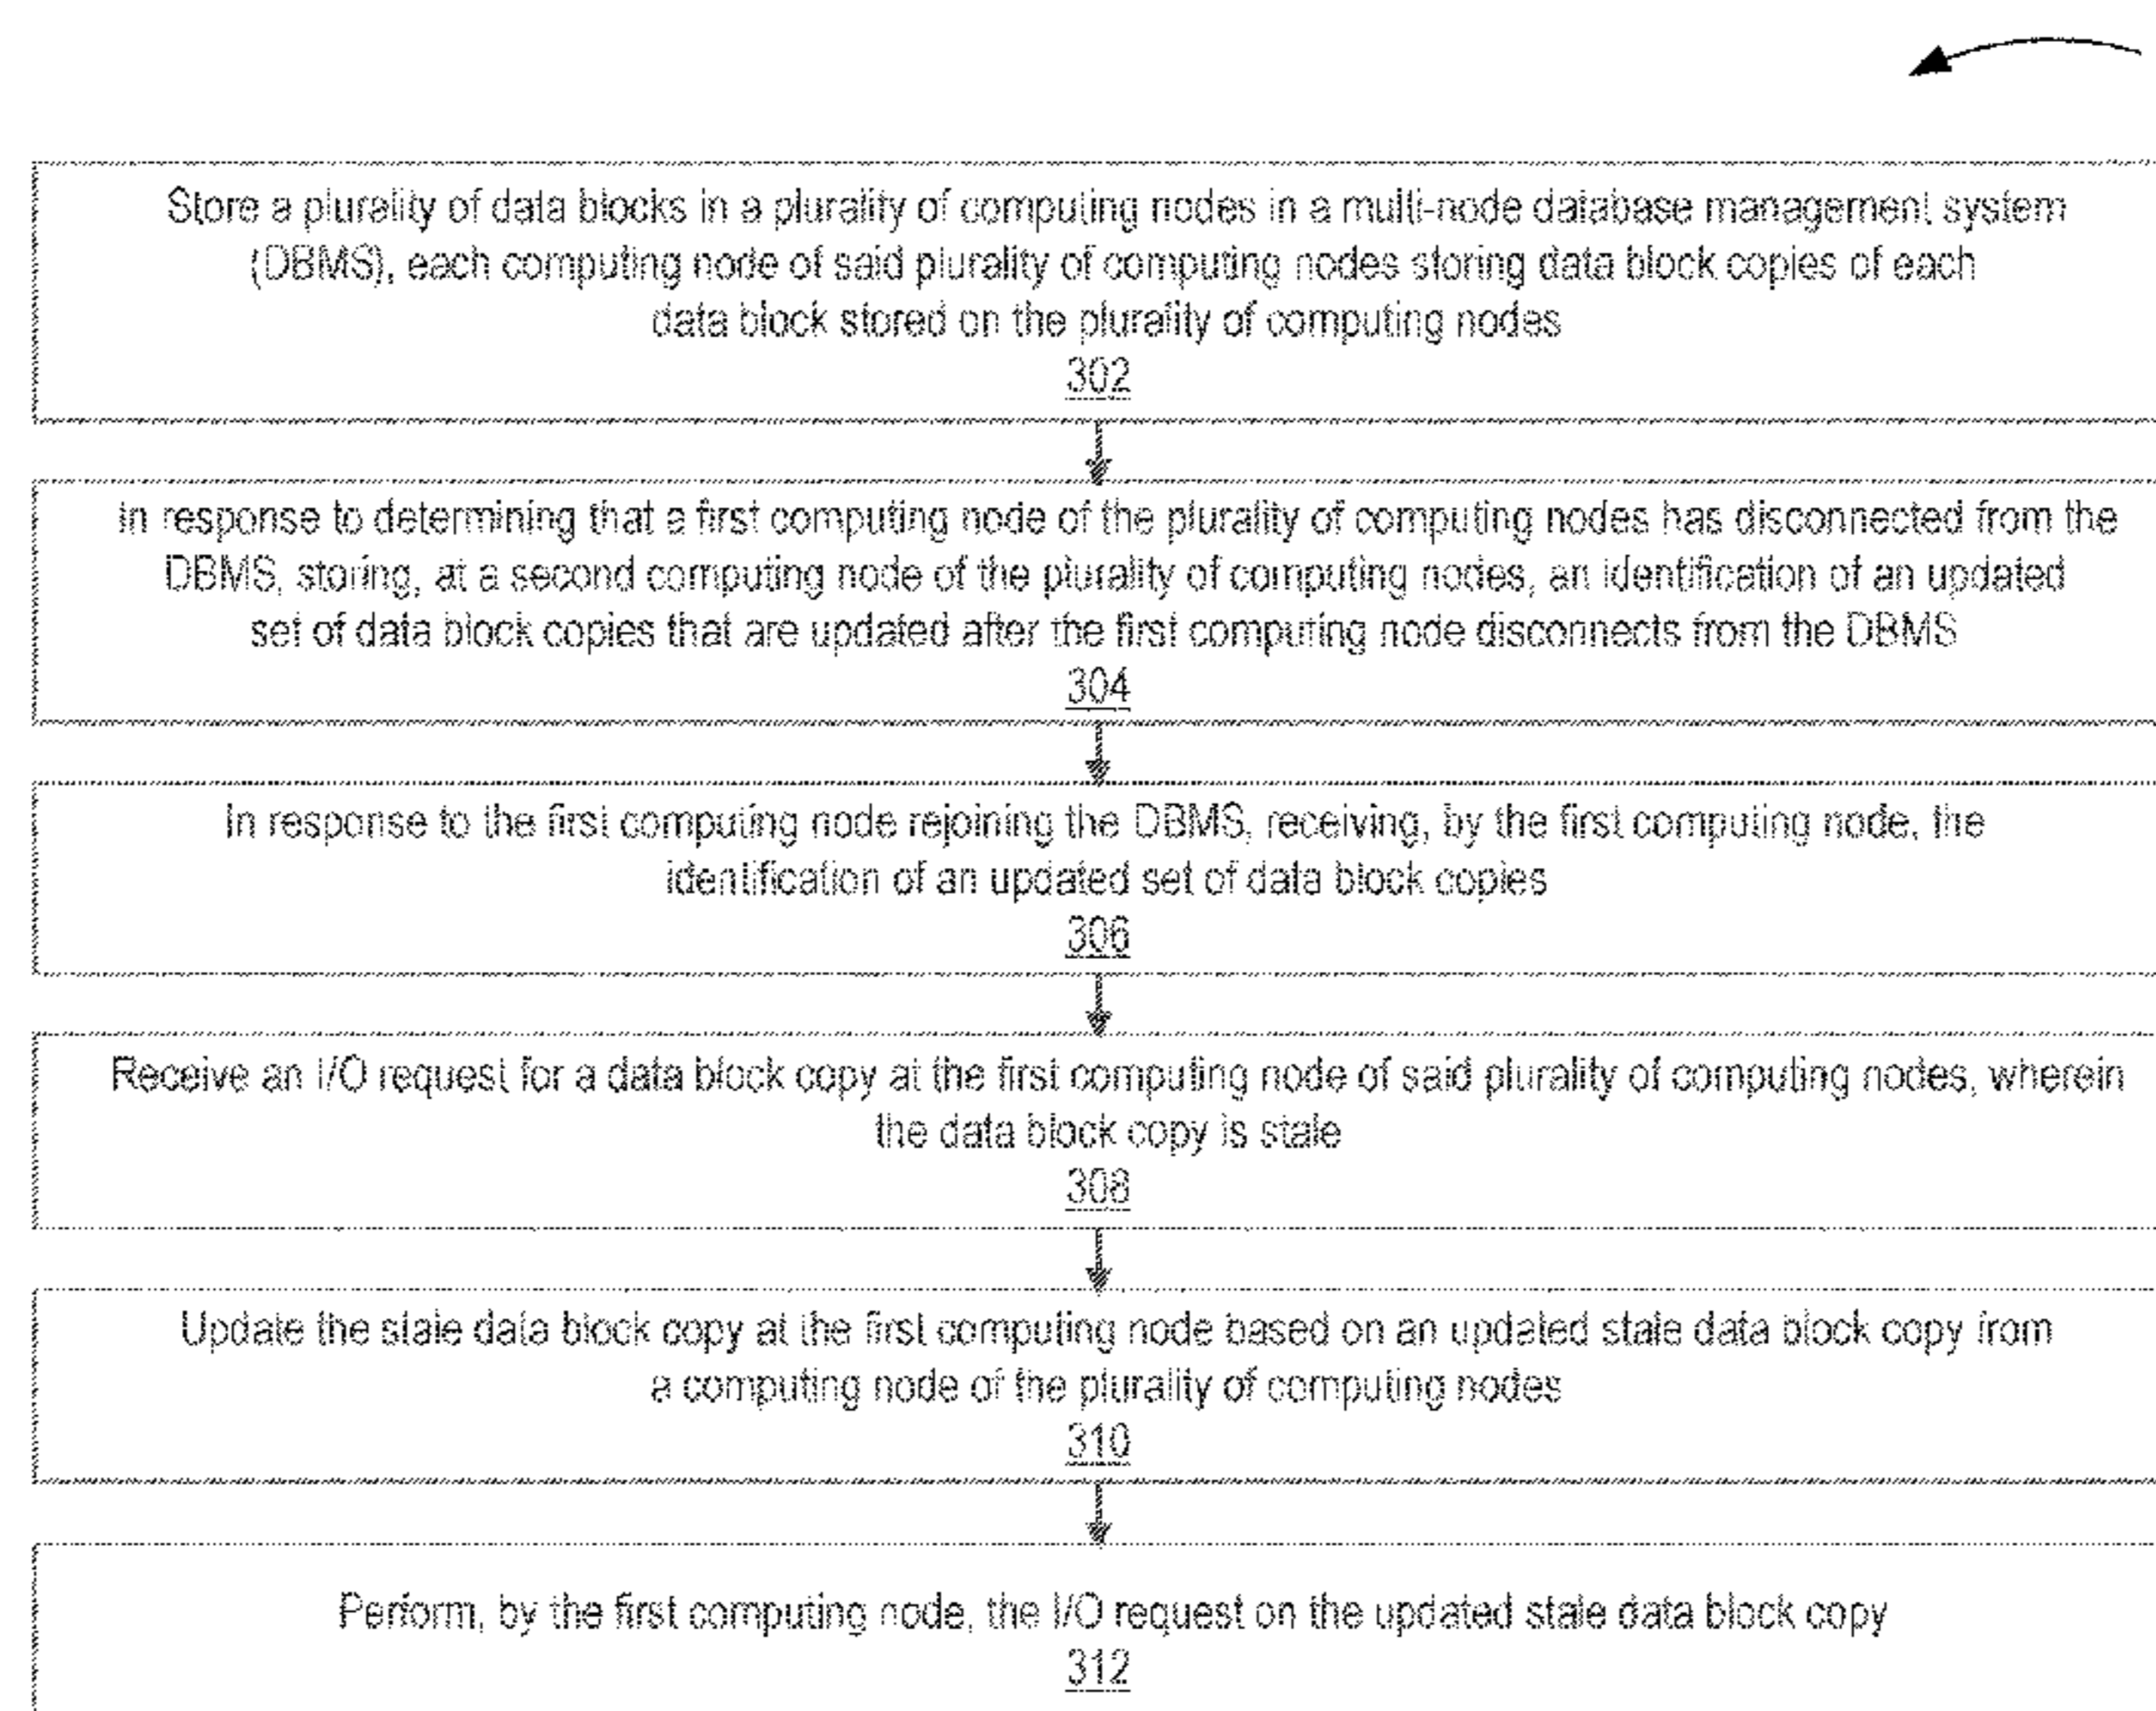 Store a plurality of data blocks in a plurality of computing nodes in a multi-node database management system
(DBMS), each computing node of said plurality of computing nodes storing data block copies of each
data block stored on the plurality of computing nodes
302
In response to determining that a first computing node of the plurality of computing nodes has disconnected from the
DBMS, storing, at a second computing node of the plurality of computing nodes, an identification of an updated
set of data block copies that are updated after the first computing node disconnects from the DBMS
304
In response to the first computing node rejoining the DBMS, receiving, by the first computing node, the
identification of an updated set of data block copies
306
Receive an I/O request for a data block copy at the first computing node of said plurality of computing nodes, wherein
the data block copy is stale
308
Update the stale data block copy at the first computing node based on an updated stale data block copy from
a computing node of the plurality of computing nodes
310
Perform, by the first computing node, the I/O request on the updated stale data block copy
312